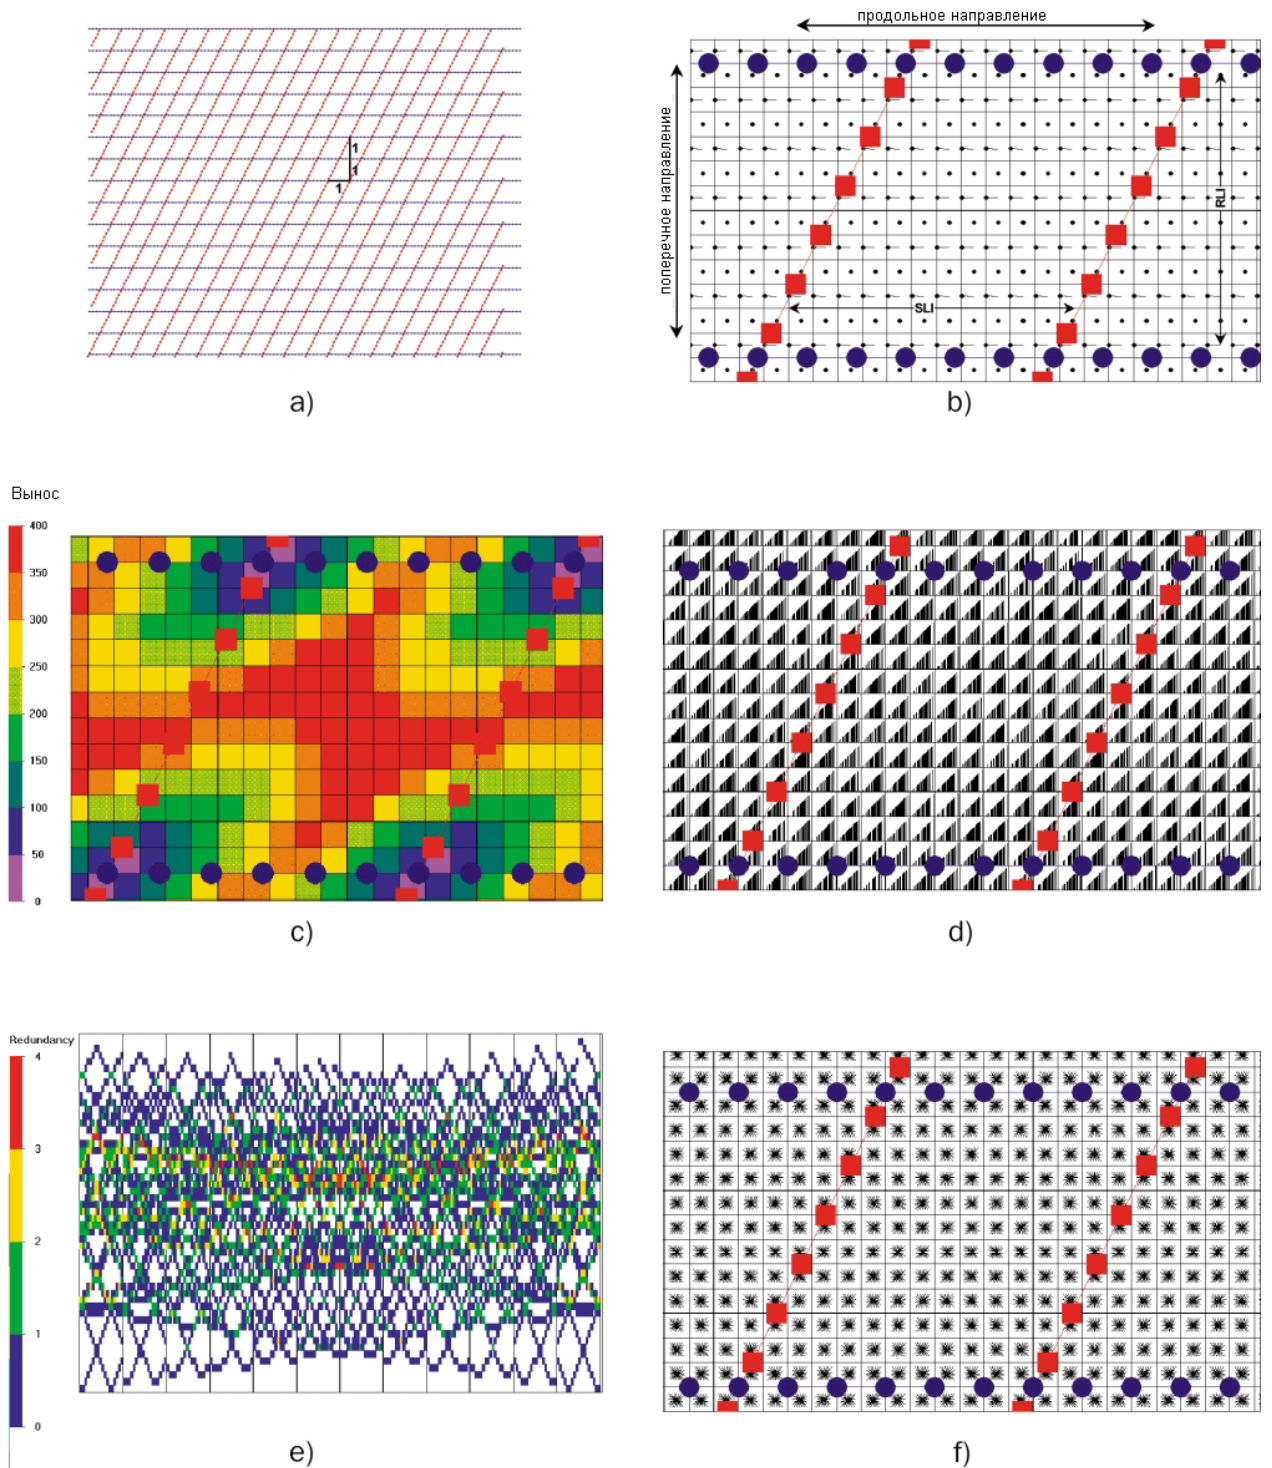 продольное направление
1
1
1
поперечное направление
RLI
SLI
a)
b)
Вынос
400
350
300
250
200
150
100
50
0
c)
d)
Redundancy
4
3
2
1
0
e)
f)